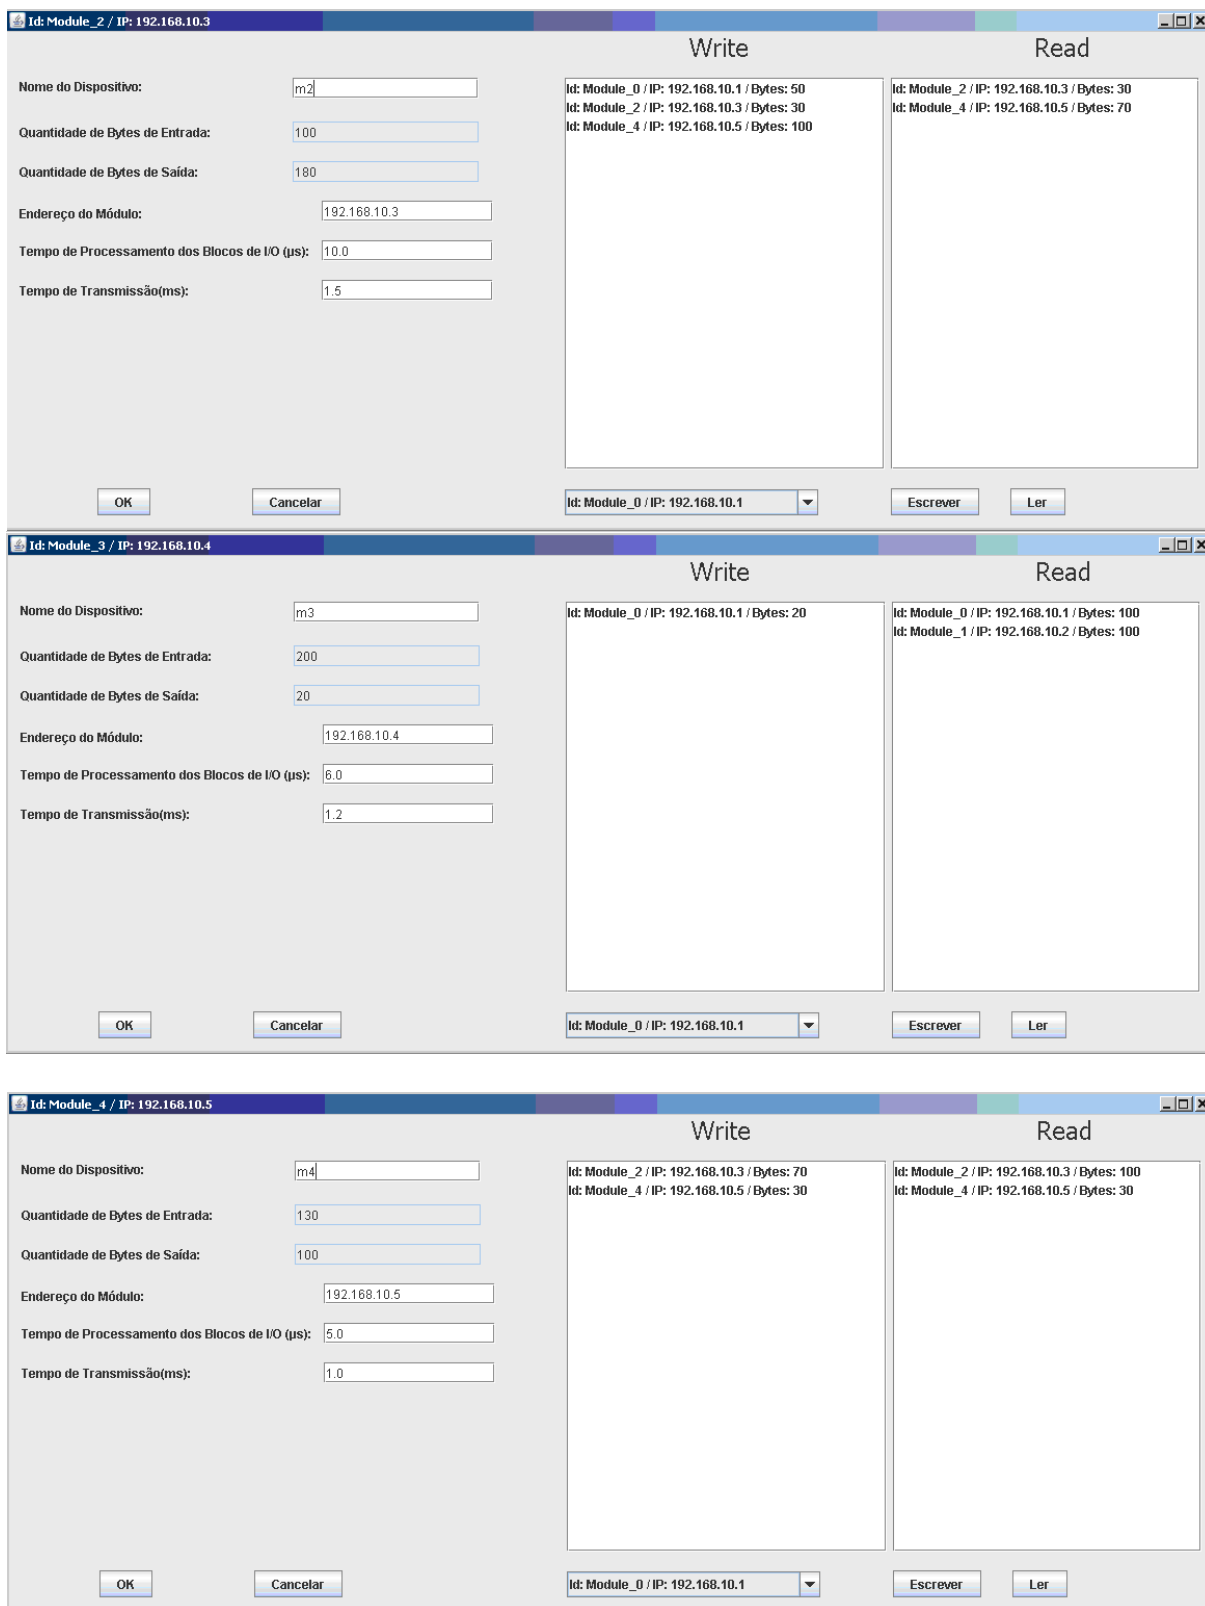 Id: Module_2 / IP: 192.168.10.3
Write Read
Nome do Dispositivo: m2
Id: Module_0 / IP: 192.168.10.1 / Bytes: 50
Id: Module_2 / IP: 192.168.10.3 / Bytes: 30
Id: Module_4 / IP: 192.168.10.5 / Bytes: 100
Id: Module_2 / IP: 192.168.10.3 / Bytes: 30
Id: Module_4 / IP: 192.168.10.5 / Bytes: 70
Quantidade de Bytes de Entrada: 100
Quantidade de Bytes de Saída: 180
Endereço do Módulo: 192.168.10.3
Tempo de Processamento dos Blocos de I/O (µs): 10.0
Tempo de Transmissão(ms): 1.5
OK Cancelar Id: Module_0 / IP: 192.168.10.1 Escrever Ler
Id: Module_3 / IP: 192.168.10.4
Write Read
Nome do Dispositivo: m3
Id: Module_0 / IP: 192.168.10.1 / Bytes: 20
Id: Module_0 / IP: 192.168.10.1 / Bytes: 100
Id: Module_1 / IP: 192.168.10.2 / Bytes: 100
Quantidade de Bytes de Entrada: 200
Quantidade de Bytes de Saída: 20
Endereço do Módulo: 192.168.10.4
Tempo de Processamento dos Blocos de I/O (µs): 6.0
Tempo de Transmissão(ms): 1.2
OK Cancelar Id: Module_0 / IP: 192.168.10.1 Escrever Ler
Id: Module_4 / IP: 192.168.10.5
Write Read
Nome do Dispositivo: m4
Id: Module_2 / IP: 192.168.10.3 / Bytes: 70
Id: Module_4 / IP: 192.168.10.5 / Bytes: 30
Id: Module_2 / IP: 192.168.10.3 / Bytes: 100
Id: Module_4 / IP: 192.168.10.5 / Bytes: 30
Quantidade de Bytes de Entrada: 130
Quantidade de Bytes de Saída: 100
Endereço do Módulo: 192.168.10.5
Tempo de Processamento dos Blocos de I/O (µs): 5.0
Tempo de Transmissão(ms): 1.0
OK Cancelar Id: Module_0 / IP: 192.168.10.1 Escrever Ler